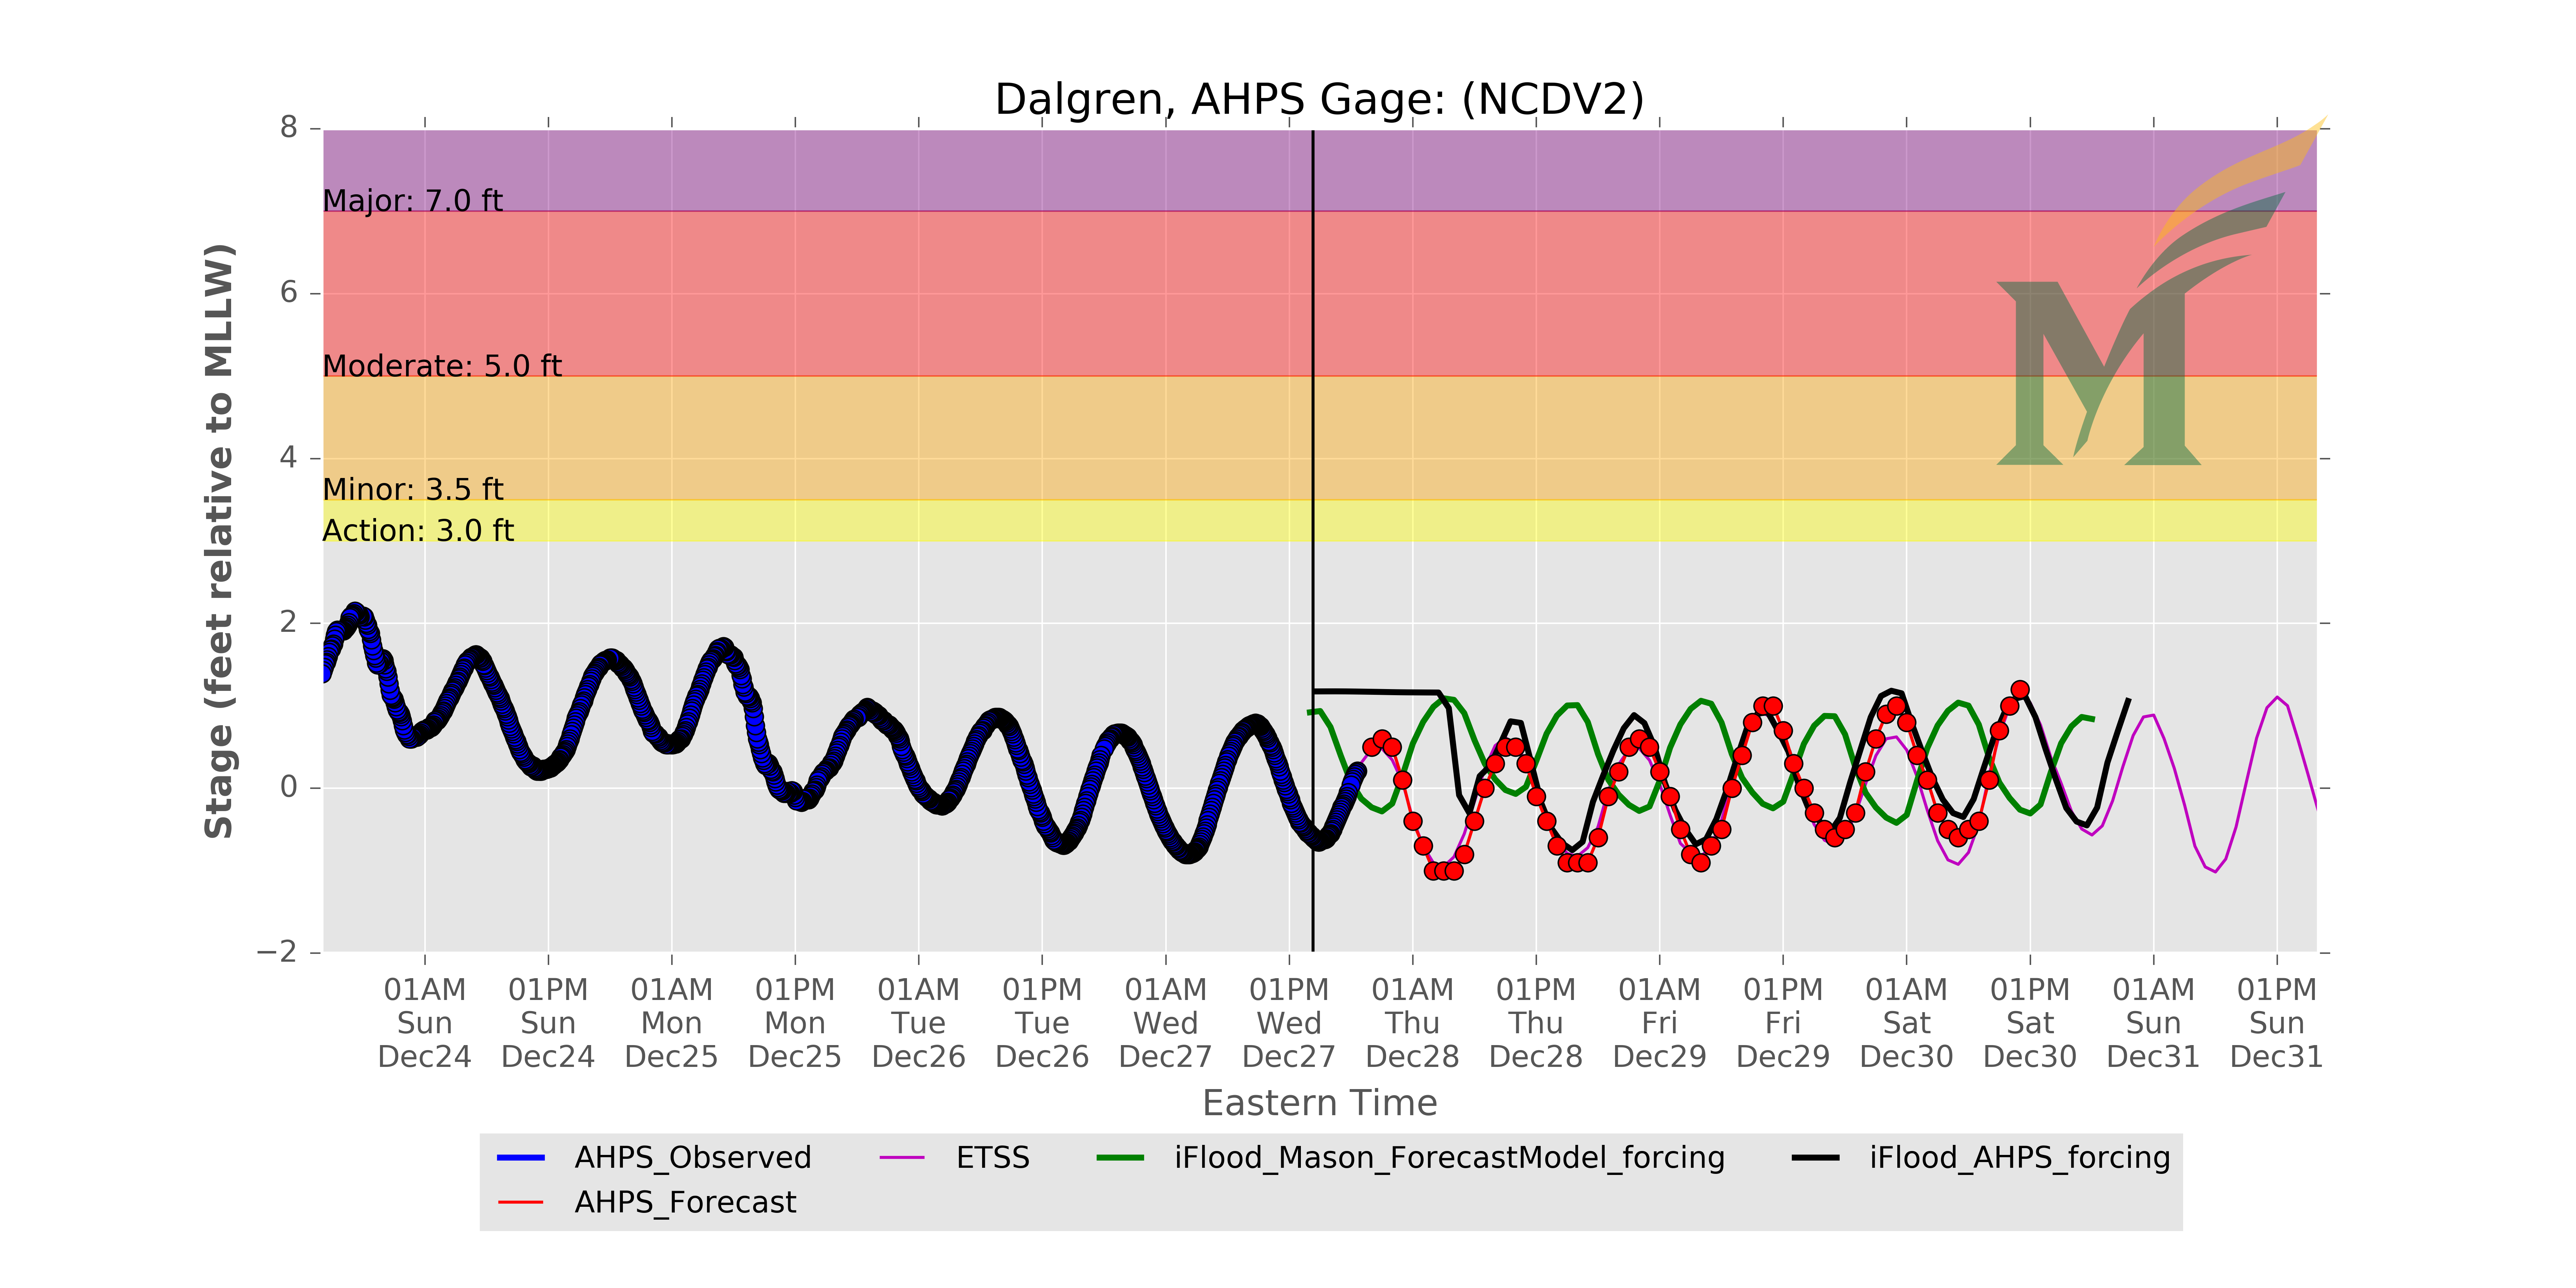 Dalgren, AHPS Gage: (NCDV2)
8
Major: 7.0 ft
6
Moderate: 5.0 ft
4
Minor: 3.5 ft
Action: 3.0 ft
2
0
−2
Stage (feet relative to MLLW)
M
01AM 01PM 01AM 01PM 01AM 01PM 01AM 01PM 01AM 01PM 01AM 01PM 01AM 01PM 01AM 01PM
Sun Sun Mon Mon Tue Tue Wed Wed Thu Thu Fri Fri Sat Sat Sun Sun
Dec24 Dec24 Dec25 Dec25 Dec26 Dec26 Dec27 Dec27 Dec28 Dec28 Dec29 Dec29 Dec30 Dec30 Dec31 Dec31
Eastern Time
AHPS_Observed ETSS iFlood_Mason_ForecastModel_forcing iFlood_AHPS_forcing
AHPS_Forecast